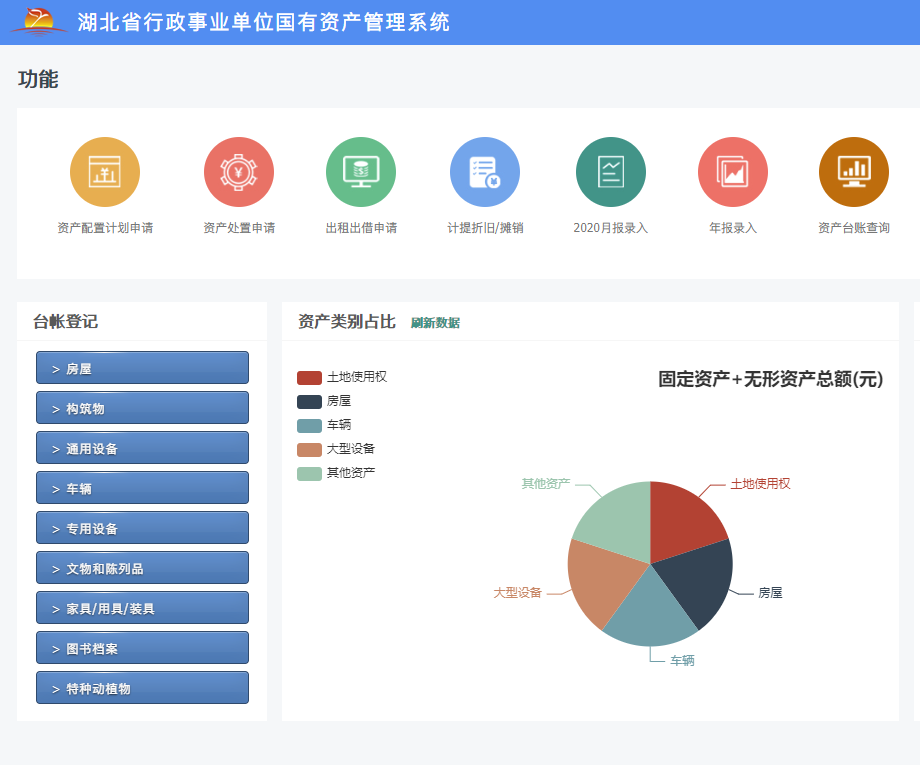 湖北省行政事业单位国有资产管理系统
功能
资产配置计划申请
资产处置申请
出租出借申请
计提折旧/摊销
2020月报录入
年报录入
资产台账查询
台帐登记
> 房屋
> 构筑物
> 通用设备
> 车辆
> 专用设备
> 文物和陈列品
> 家具/用具/装具
> 图书档案
> 特种动植物
资产类别占比 刷新数据
土地使用权
房屋
车辆
大型设备
其他资产
固定资产+无形资产总额(元)
其他资产
土地使用权
大型设备
房屋
车辆